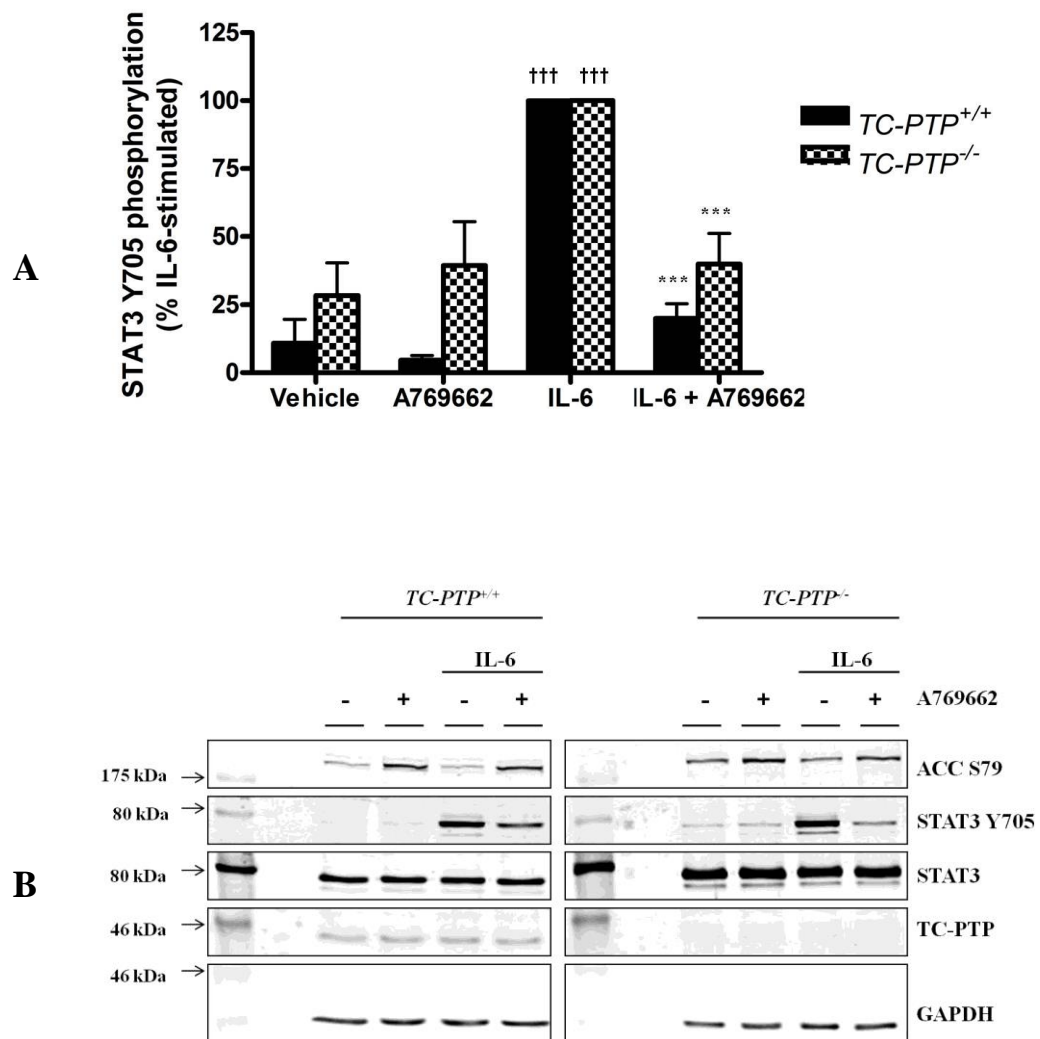 125
100
75
50
25
0
STAT3 Y705 phosphorylation
(% IL-6-stimulated)
††† †††
*** ***
Vehicle A769662 IL-6 IL-6 + A769662
TC-PTP+/+
TC-PTP-/-
A
TC-PTP+/+ TC-PTP-/-
IL-6 IL-6
- + - + - + - + A769662
175 kDa → ACC S79
80 kDa → STAT3 Y705
80 kDa → STAT3
B
46 kDa → TC-PTP
46 kDa → GAPDH